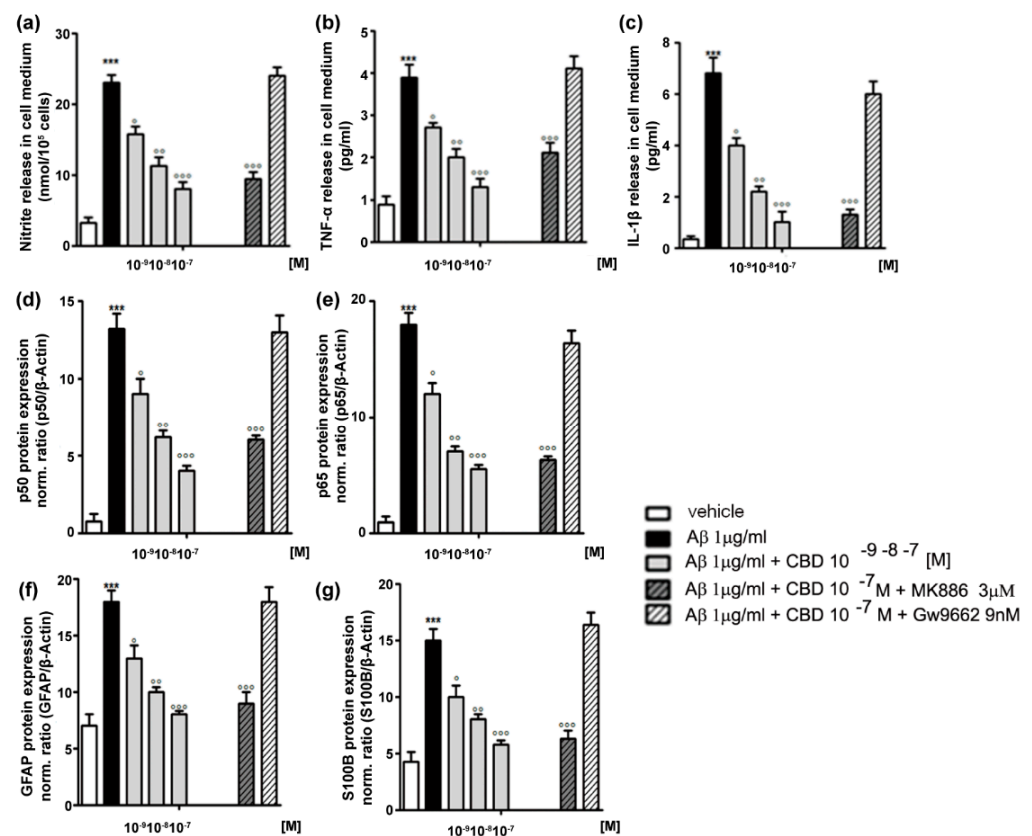 (a)
Nitrite release in cell medium
(nmol/10⁵ cells)
30
20
10
0
***
°
°°
°°°
°°°
10⁻⁹10⁻⁸10⁻⁷
[M]
(b)
TNF-α release in cell medium
(pg/ml)
5
4
3
2
1
0
***
°
°°
°°°
°°°
10⁻⁹10⁻⁸10⁻⁷
[M]
(c)
IL-1β release in cell medium
(pg/ml)
8
6
4
2
0
***
°
°°
°°°
°°°
10⁻⁹10⁻⁸10⁻⁷
[M]
(d)
p50 protein expression
norm. ratio (p50/β-Actin)
15
10
5
0
***
°
°°
°°°
°°°
10⁻⁹10⁻⁸10⁻⁷
[M]
(e)
p65 protein expression
norm. ratio (p65/β-Actin)
20
10
0
***
°
°°
°°°
°°°
10⁻⁹10⁻⁸10⁻⁷
[M]
(f)
GFAP protein expression
norm. ratio (GFAP/β-Actin)
20
15
10
5
0
***
°
°°
°°°
°°°
10⁻⁹10⁻⁸10⁻⁷
[M]
(g)
S100B protein expression
norm. ratio (S100B/β-Actin)
20
15
10
5
0
***
°
°°
°°°
°°°
10⁻⁹10⁻⁸10⁻⁷
[M]
vehicle
Aβ 1μg/ml
Aβ 1μg/ml + CBD 10 ⁻⁹ ⁻⁸ ⁻⁷ [M]
Aβ 1μg/ml + CBD 10 ⁻⁷ M + MK886 3μM
Aβ 1μg/ml + CBD 10 ⁻⁷ M + Gw9662 9nM